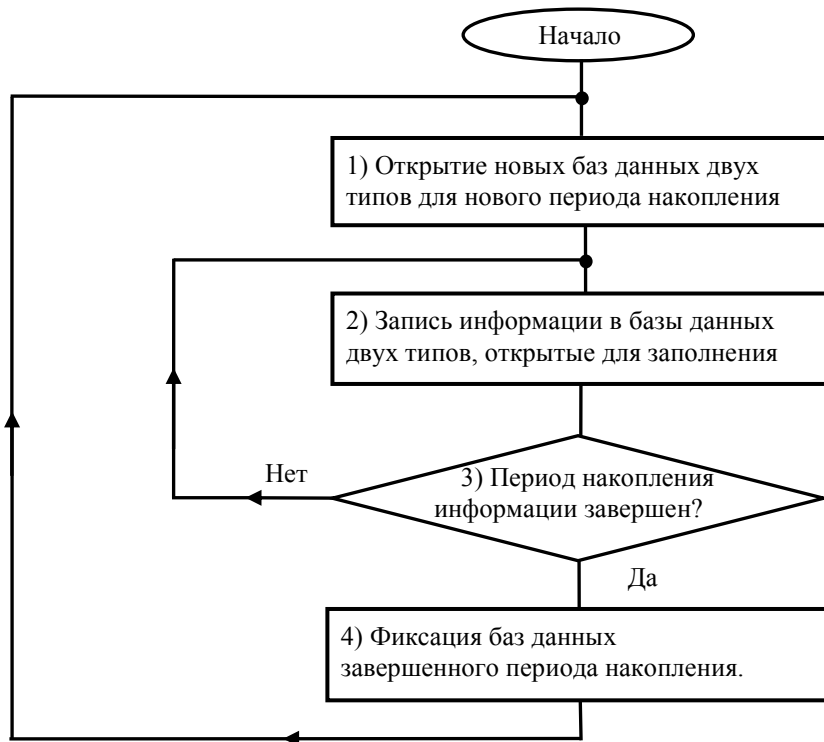 Начало
1) Открытие новых баз данных двух
типов для нового периода накопления
2) Запись информации в базы данных
двух типов, открытые для заполнения
3) Период накопления
информации завершен?
Нет
Да
4) Фиксация баз данных
завершенного периода накопления.